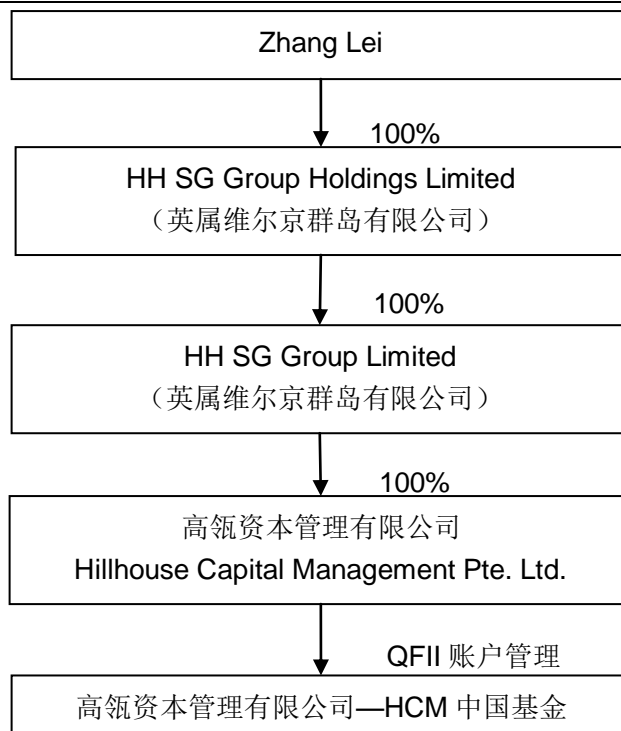 Zhang Lei
100%
HH SG Group Holdings Limited
（英属维尔京群岛有限公司）
100%
HH SG Group Limited
（英属维尔京群岛有限公司）
100%
高瓴资本管理有限公司
Hillhouse Capital Management Pte. Ltd.
QFII 账户管理
高瓴资本管理有限公司—HCM 中国基金